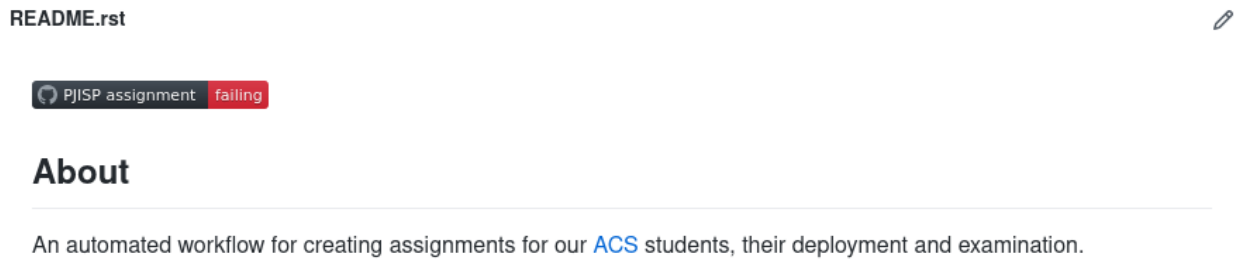 README.rst
PJISP assignment failing
About
An automated workflow for creating assignments for our ACS students, their deployment and examination.